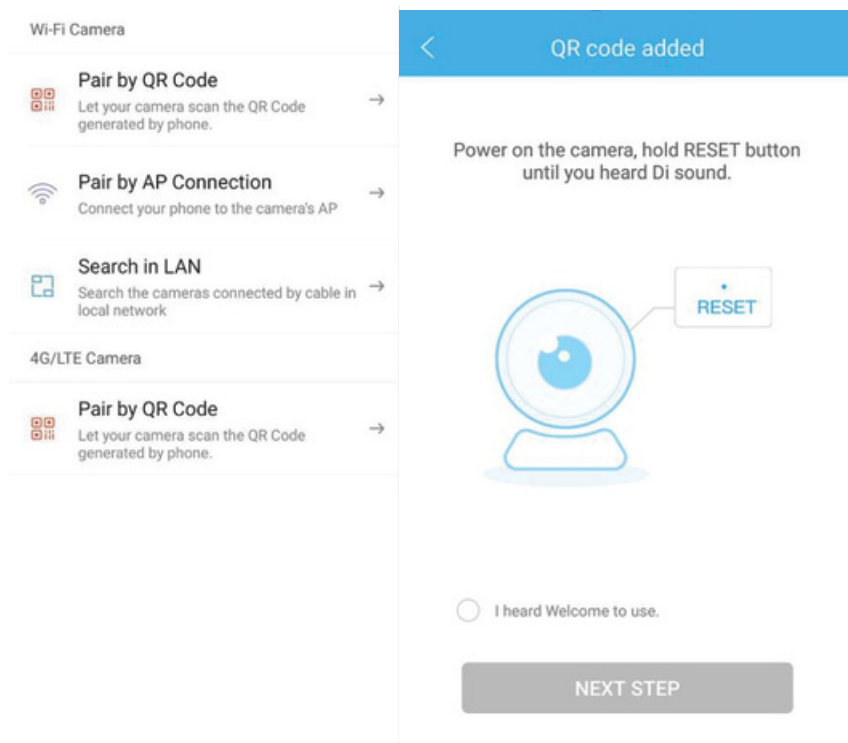 Wi-Fi Camera
Pair by QR Code
Let your camera scan the QR Code
generated by phone.
Pair by AP Connection
Connect your phone to the camera's AP
Search in LAN
Search the cameras connected by cable in
local network
4G/LTE Camera
Pair by QR Code
Let your camera scan the QR Code
generated by phone.
QR code added
Power on the camera, hold RESET button
until you heard Di sound.
RESET
I heard Welcome to use.
NEXT STEP